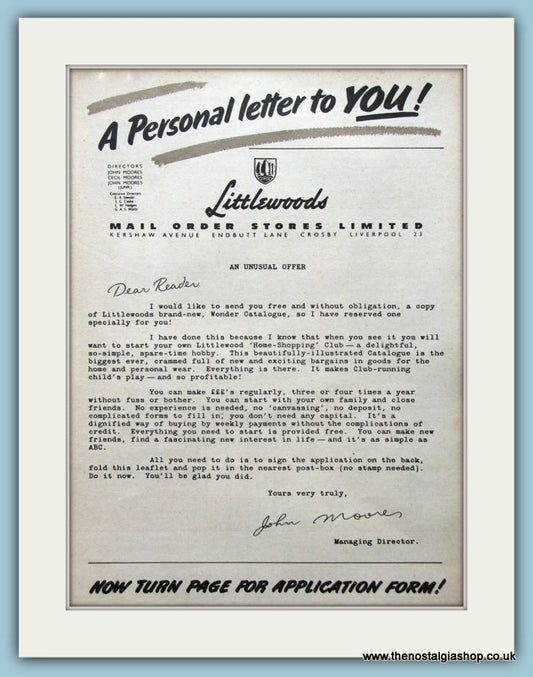 A Personal letter to YOU!
DIRECTORS
JOHN MOORES
CECIL MOORES
JOHN MOORES
(JUNR.)
Executive Directors
Littlewoods
MAIL ORDER STORES LIMITED
KERSHAW AVENUE ENDBUTT LANE CROSBY LIVERPOOL 23
AN UNUSUAL OFFER
Dear Reader
I would like to send you free and without obligation, a copy
of Littlewoods brand-new, Wonder Catalogue, so I have reserved one
specially for you!
I have done this because I know that when you see it you will
want to start your own Littlewood 'Home-Shopping' Club — a delightful,
so-simple, spare-time hobby. This beautifully-illustrated Catalogue is the
biggest ever, crammed full of new and exciting bargains in goods for the
home and personal wear. Everything is there. It makes Club-running
child's play — and so profitable!
You can make £££'s regularly, three or four times a year
without fuss or bother. You can start with your own family and close
friends. No experience is needed, no 'canvassing', no deposit, no
complicated forms to fill in, you don't need any capital. It's a
dignified way of buying by weekly payments without the complications of
credit. Everything you need to start is provided free. You can make new
friends, find a fascinating new interest in life — and it's as simple as
ABC.
All you need to do is to sign the application on the back,
fold this leaflet and pop it in the nearest post-box (no stamp needed).
Do it now. You'll be glad you did.
Yours very truly,
John Moores
Managing Director.
NOW TURN PAGE FOR APPLICATION FORM!
www.thenostalgiashop.co.uk